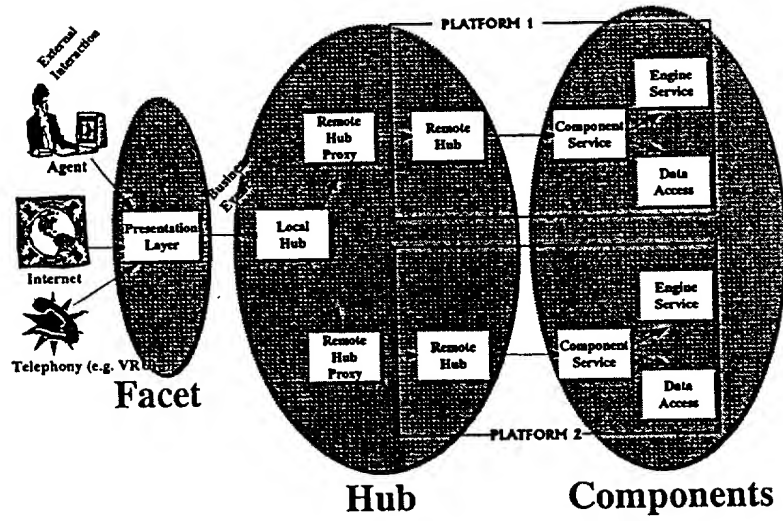 PLATFORM 1
External
Interaction
Agent
Internet
Telephony (e.g. VRU)
Presentation
Layer
Facet
Business
Local
Hub
Remote
Hub
Proxy
Remote
Hub
Component
Service
Engine
Service
Data
Access
Remote
Hub
Proxy
Remote
Hub
Component
Service
Engine
Service
Data
Access
PLATFORM 2
Hub
Components